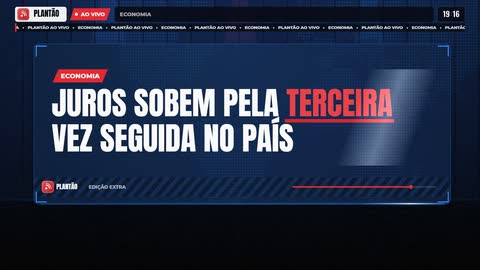 PLANTÃO AO VIVO ECONOMIA 19 16
PLANTÃO AO VIVO ECONOMIA PLANTÃO AO VIVO ECONOMIA PLANTÃO AO VIVO ECONOMIA PLANTÃO
ECONOMIA
JUROS SOBEM PELA TERCEIRA
VEZ SEGUIDA NO PAÍS
PLANTÃO EDIÇÃO EXTRA